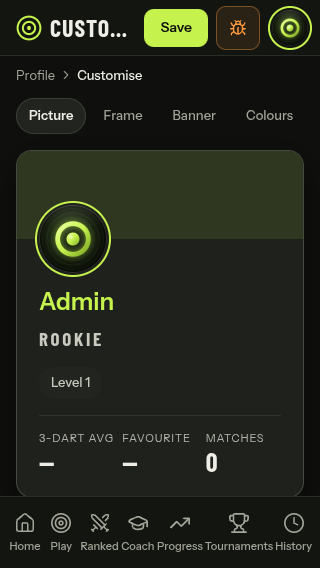 CUSTO...
Save
Profile > Customise
Picture Frame Banner Colours
Admin
ROOKIE
Level 1
3-DART AVG FAVOURITE MATCHES
– – 0
Home Play Ranked Coach Progress Tournaments History